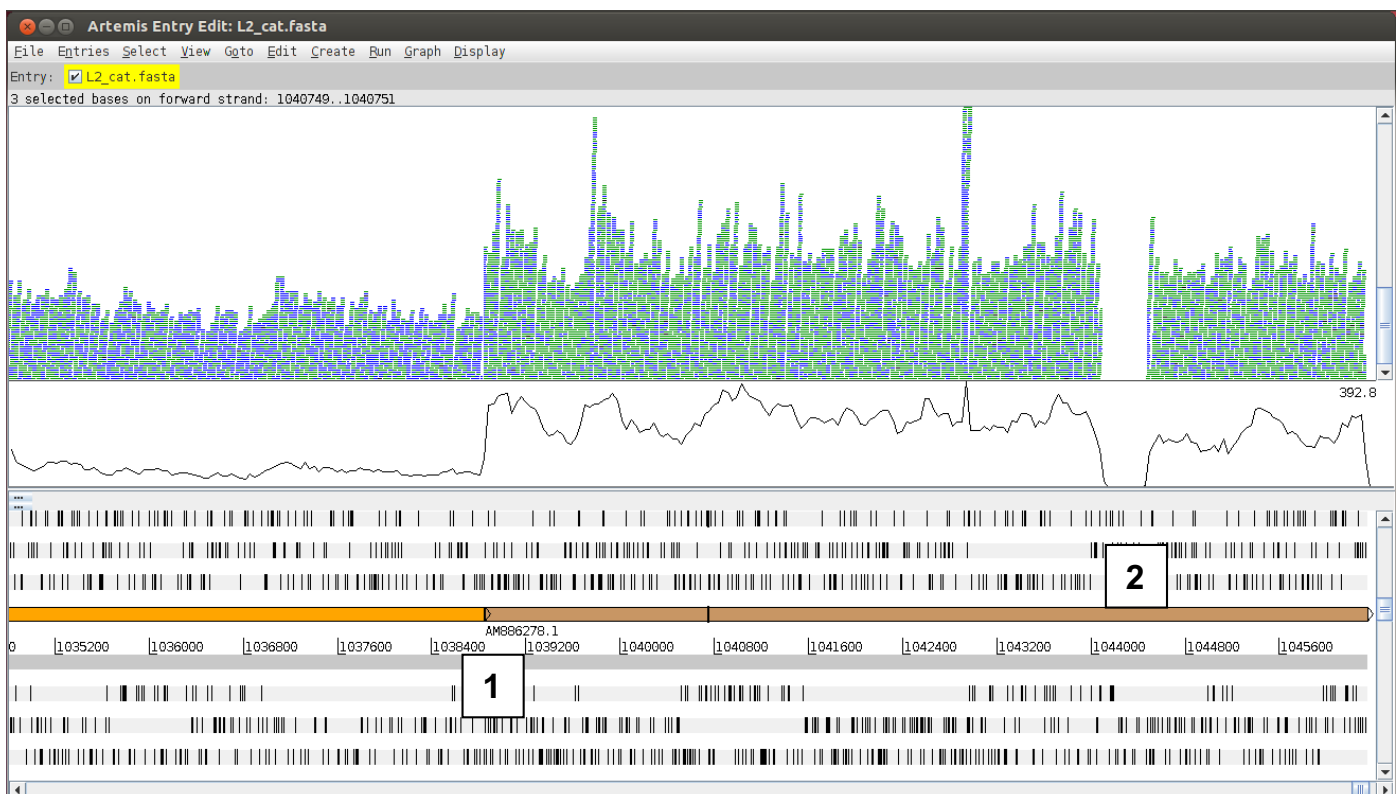 Artemis Entry Edit: L2_cat.fasta
File Entries Select View Goto Edit Create Run Graph Display
Entry: L2_cat.fasta
3 selected bases on forward strand: 1040749..1040751
392.8
2
AM886278.1
0 1035200 1036000 1036800 1037600 1038400 1039200 1040000 1040800 1041600 1042400 1043200 1044000 1044800 1045600
1